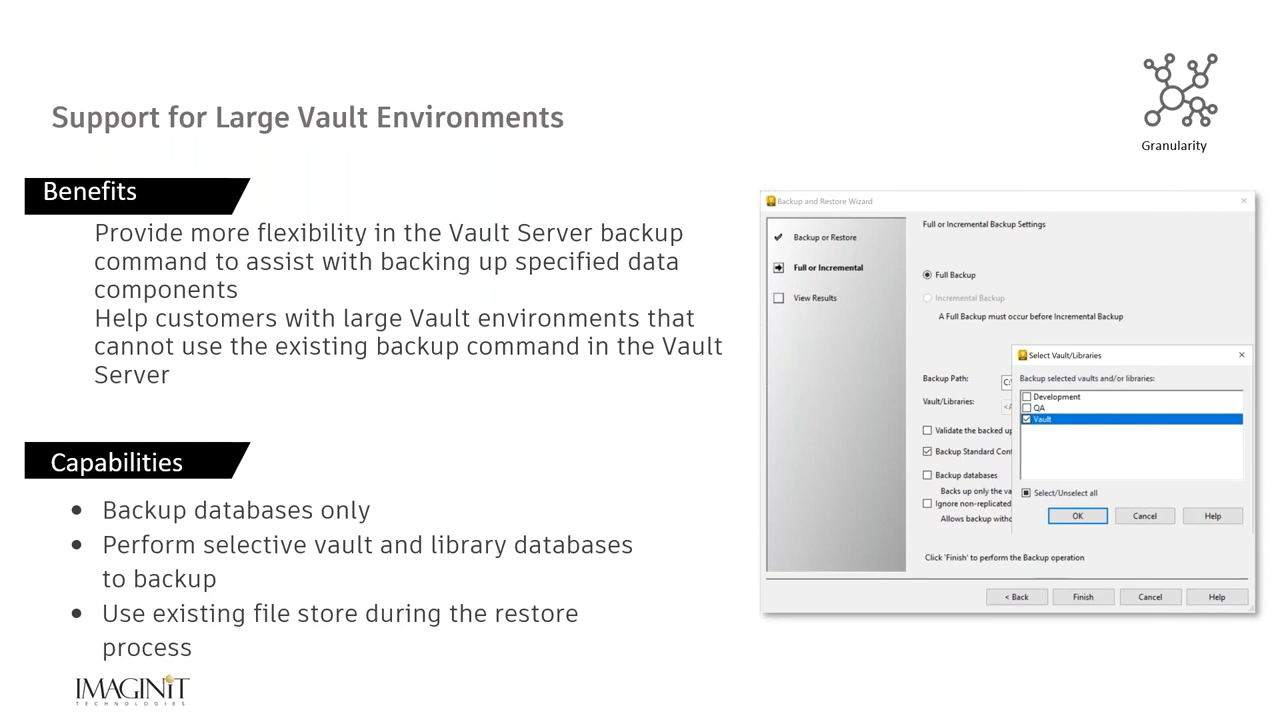 Support for Large Vault Environments
Granularity
Benefits
Provide more flexibility in the Vault Server backup
command to assist with backing up specified data
components
Help customers with large Vault environments that
cannot use the existing backup command in the Vault
Server
Capabilities
• Backup databases only
• Perform selective vault and library databases
to backup
• Use existing file store during the restore
process
IMAGINiT
TECHNOLOGIES
Backup and Restore Wizard
Backup or Restore
Full or Incremental
View Results
Full or Incremental Backup Settings
Full Backup
Incremental Backup
A Full Backup must occur before Incremental Backup
Backup Path:
Vault/Libraries:
Validate the backed up
Backup Standard Con
Backup databases
Backs up only the va
Ignore non-replicated
Allows backup witho
Click 'Finish' to perform the Backup operation
< Back
Finish
Cancel
Help
Select Vault/Libraries
Backup selected vaults and/or libraries:
Development
QA
Vault
Select/Unselect all
OK
Cancel
Help